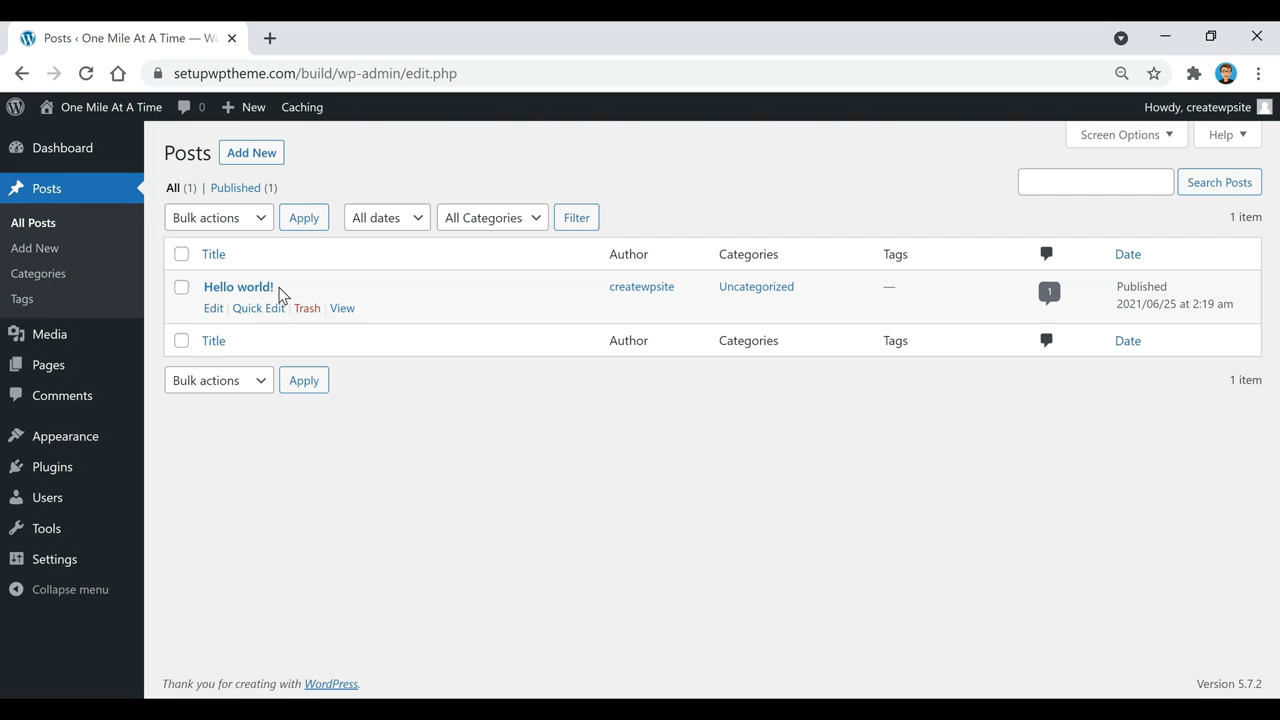 Posts ‹ One Mile At A Time — W
setupwptheme.com/build/wp-admin/edit.php
One Mile At A Time 0 New Caching Howdy, createwpsite
Screen Options Help
Dashboard
Posts
All Posts
Add New
Categories
Tags
Media
Pages
Comments
Appearance
Plugins
Users
Tools
Settings
Collapse menu
Posts Add New
All (1) | Published (1)
Search Posts
Bulk actions Apply All dates All Categories Filter 1 item
Title Author Categories Tags Date
Hello world! createwpsite Uncategorized — 1 Published
2021/06/25 at 2:19 am
Edit | Quick Edit | Trash | View
Title Author Categories Tags Date
Bulk actions Apply 1 item
Thank you for creating with WordPress. Version 5.7.2